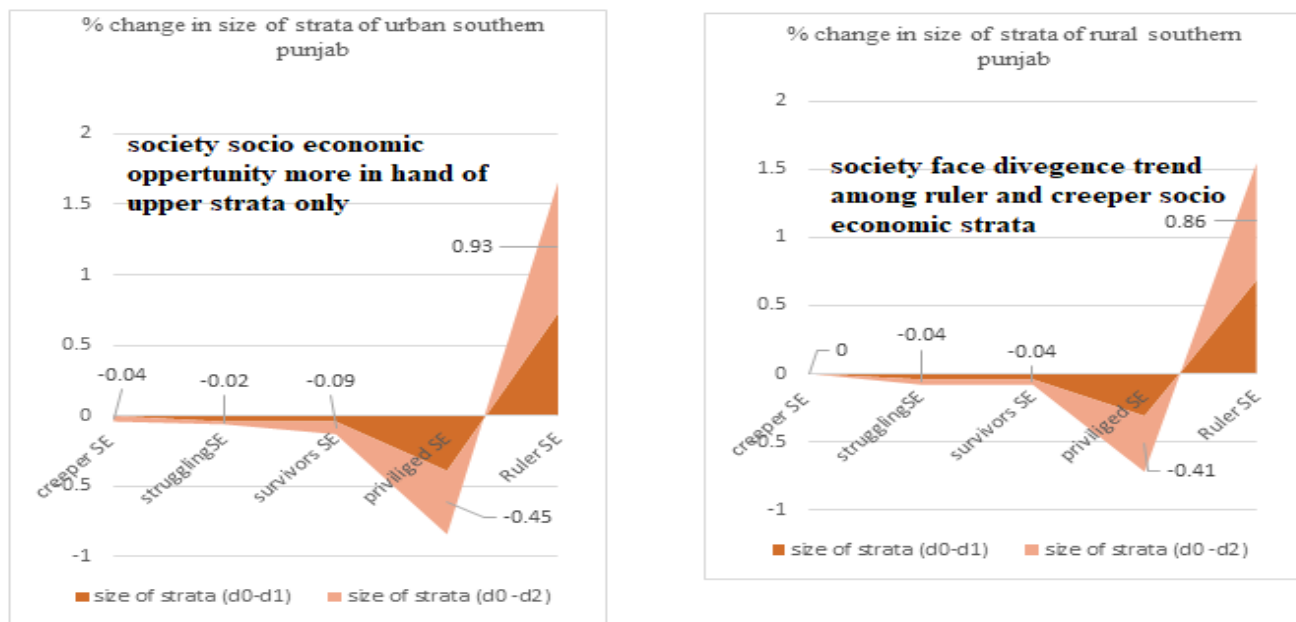 % change in size of strata of urban southern
punjab
2
society socio economic
oppertunity more in hand of
upper strata only
1.5
0.93
1
0.5
-0.04
-0.02
-0.09
0
creeper SE
strugglingSE
survivors SE
priviliged SE
Ruler SE
-0.5
-0.45
-1
size of strata (d0-d1)
size of strata (d0 -d2)
% change in size of strata of rural southern
punjab
2
1.5
society face divegence trend
among ruler and creeper socio
economic strata
0.86
1
0.5
0
-0.04
-0.04
0
creeper SE
strugglingSE
survivors SE
priviliged SE
Ruler SE
-0.5
-0.41
-1
size of strata (d0-d1)
size of strata (d0 -d2)